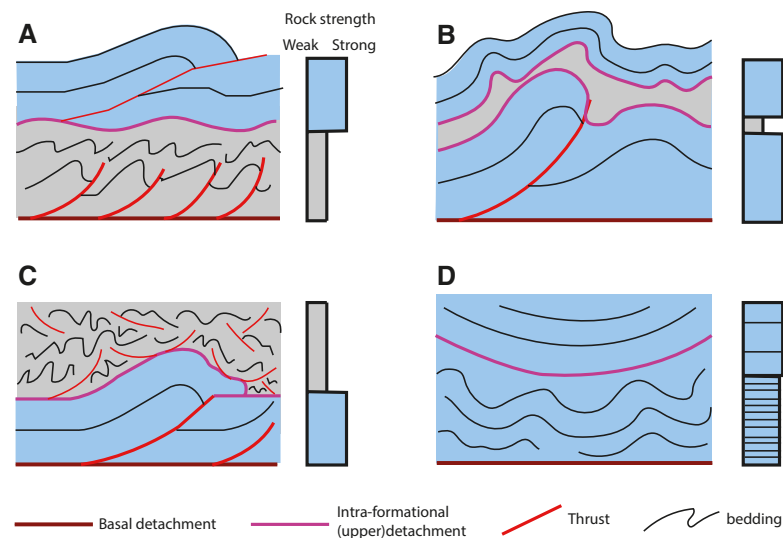 A
Rock strength
Weak Strong
B
C
D
Basal detachment
Intra-formational
(upper)detachment
Thrust
bedding